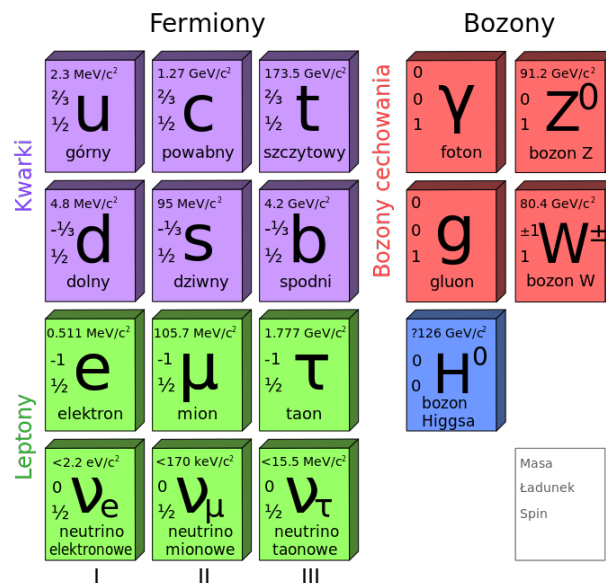 Fermiony
Bozony
Kwarki
Leptony
Bozony cechowania
2.3 MeV/c²
⅔
½
u
górny
1.27 GeV/c²
⅔
½
c
powabny
173.5 GeV/c²
⅔
½
t
szczytowy
0
0
1
γ
foton
91.2 GeV/c²
0
1
Z⁰
bozon Z
4.8 MeV/c²
-⅓
½
d
dolny
95 MeV/c²
-⅓
½
s
dziwny
4.2 GeV/c²
-⅓
½
b
spodni
0
0
1
g
gluon
80.4 GeV/c²
±1
1
W±
bozon W
0.511 MeV/c²
-1
½
e
elektron
105.7 MeV/c²
-1
½
μ
mion
1.777 GeV/c²
-1
½
τ
taon
?126 GeV/c²
0
0
H⁰
bozon
Higgsa
<2.2 eV/c²
0
½
νe
neutrino
elektronowe
<170 keV/c²
0
½
νμ
neutrino
mionowe
<15.5 MeV/c²
0
½
ντ
neutrino
taonowe
Masa
Ładunek
Spin
I
II
III